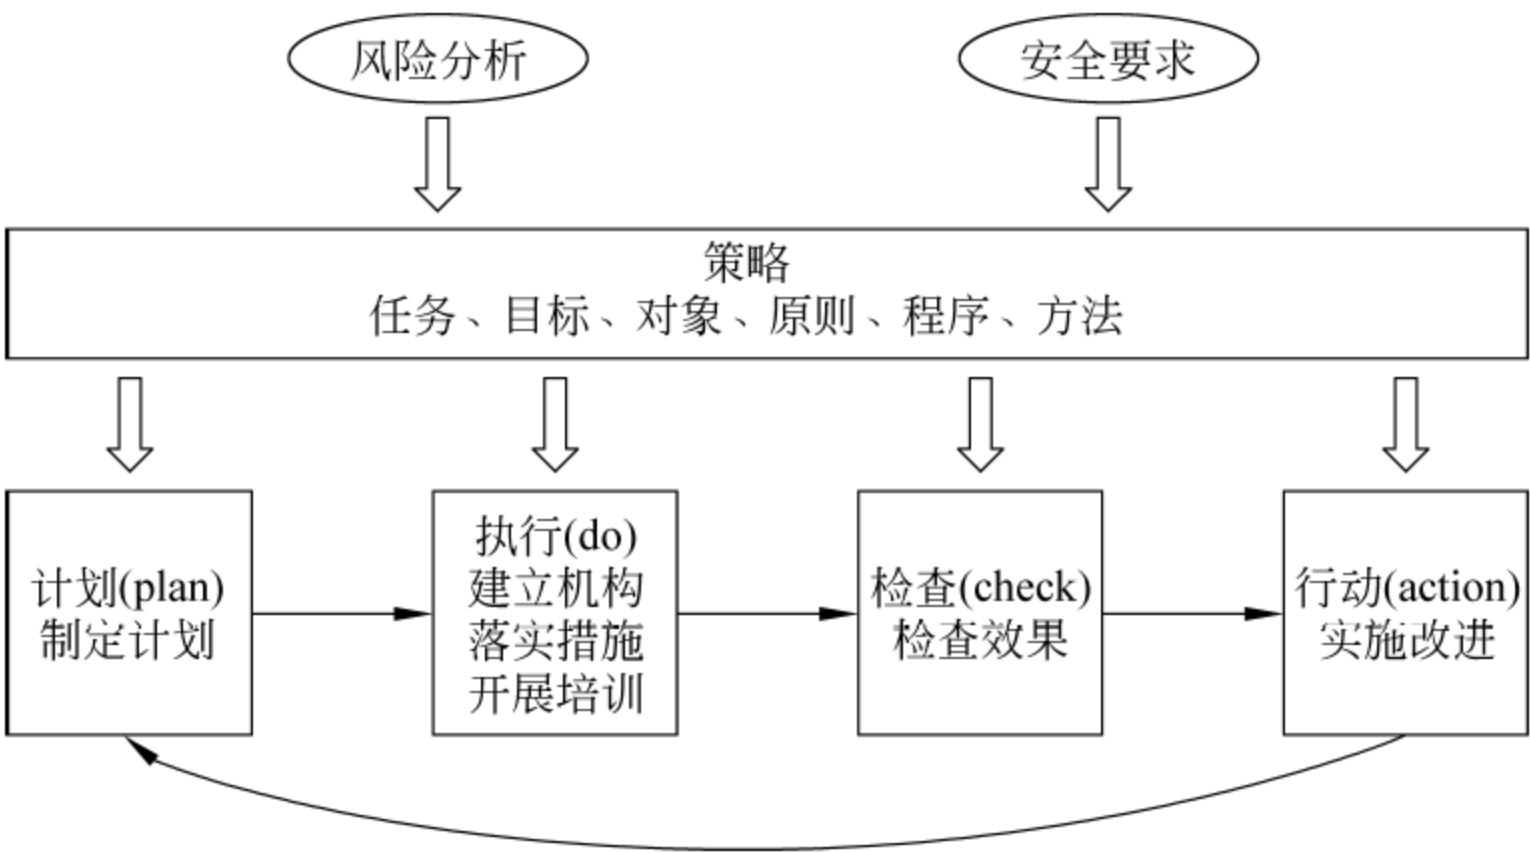 风险分析
安全要求
策略
任务、目标、对象、原则、程序、方法
计划(plan)
制定计划
执行(do)
建立机构
落实措施
开展培训
检查(check)
检查效果
行动(action)
实施改进